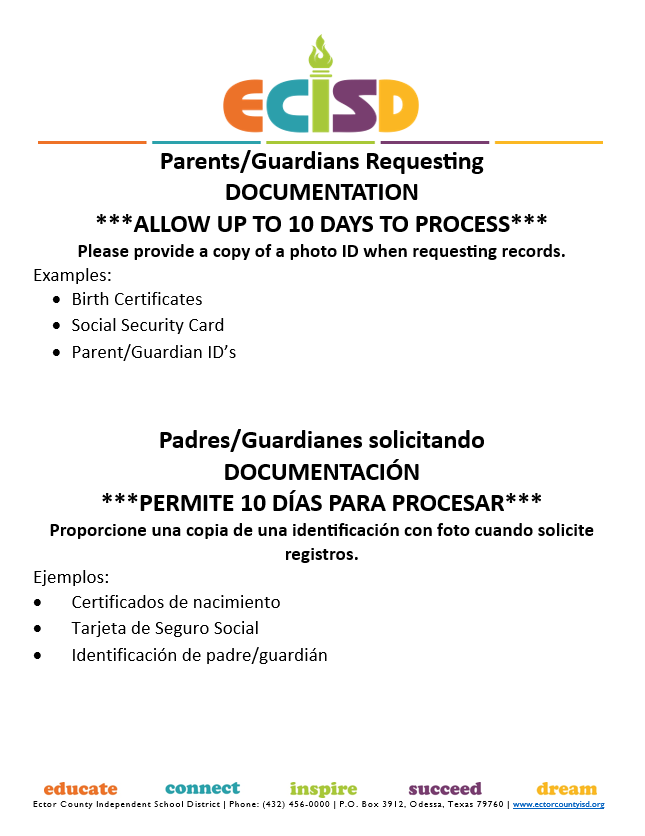 ECISD
Parents/Guardians Requesting
DOCUMENTATION
***ALLOW UP TO 10 DAYS TO PROCESS***
Please provide a copy of a photo ID when requesting records.
Examples:
• Birth Certificates
• Social Security Card
• Parent/Guardian ID’s
Padres/Guardianes solicitando
DOCUMENTACIÓN
***PERMITE 10 DÍAS PARA PROCESAR***
Proporcione una copia de una identificación con foto cuando solicite
registros.
Ejemplos:
• Certificados de nacimiento
• Tarjeta de Seguro Social
• Identificación de padre/guardián
educate connect inspire succeed dream
Ector County Independent School District | Phone: (432) 456-0000 | P.O. Box 3912, Odessa, Texas 79760 | www.ectorcountyisd.org